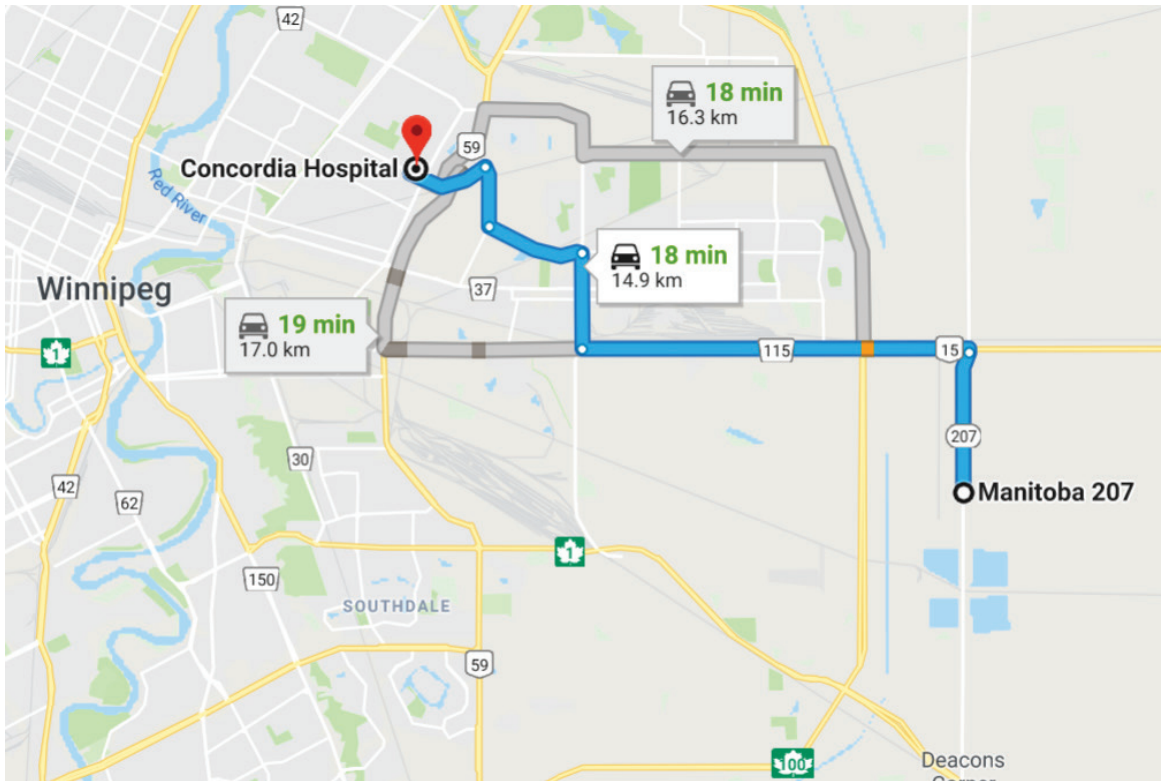 42
18 min
16.3 km
59
Concordia Hospital
Red River
18 min
14.9 km
37
Winnipeg
19 min
17.0 km
1
115
15
207
30
42
Manitoba 207
62
1
150
SOUTHDALE
59
100
Deacons